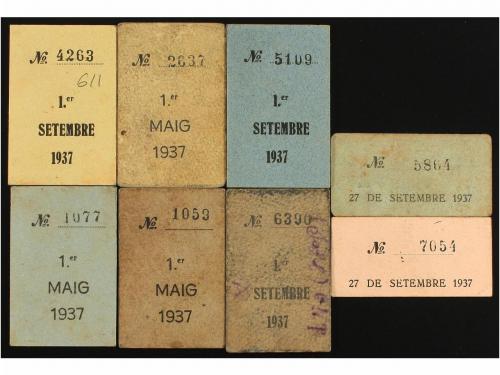 No. 4263
611
1.er
SETEMBRE
1937
No. 2637
1.er
MAIG
1937
No. 5109
1.er
SETEMBRE
1937
No. 5864
27 DE SETEMBRE 1937
No. 7054
27 DE SETEMBRE 1937
No. 1077
1.er
MAIG
1937
No. 1059
1.er
MAIG
1937
No. 6390
1.er
SETEMBRE
1937